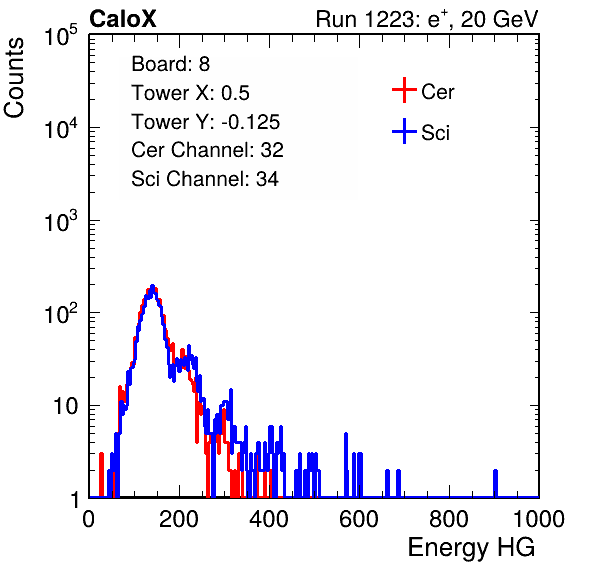 CaloX Run 1223: e⁺, 20 GeV
Counts
Board: 8
Tower X: 0.5
Tower Y: -0.125
Cer Channel: 32
Sci Channel: 34
Cer
Sci
10⁵
10⁴
10³
10²
10
1
0 200 400 600 800 1000
Energy HG